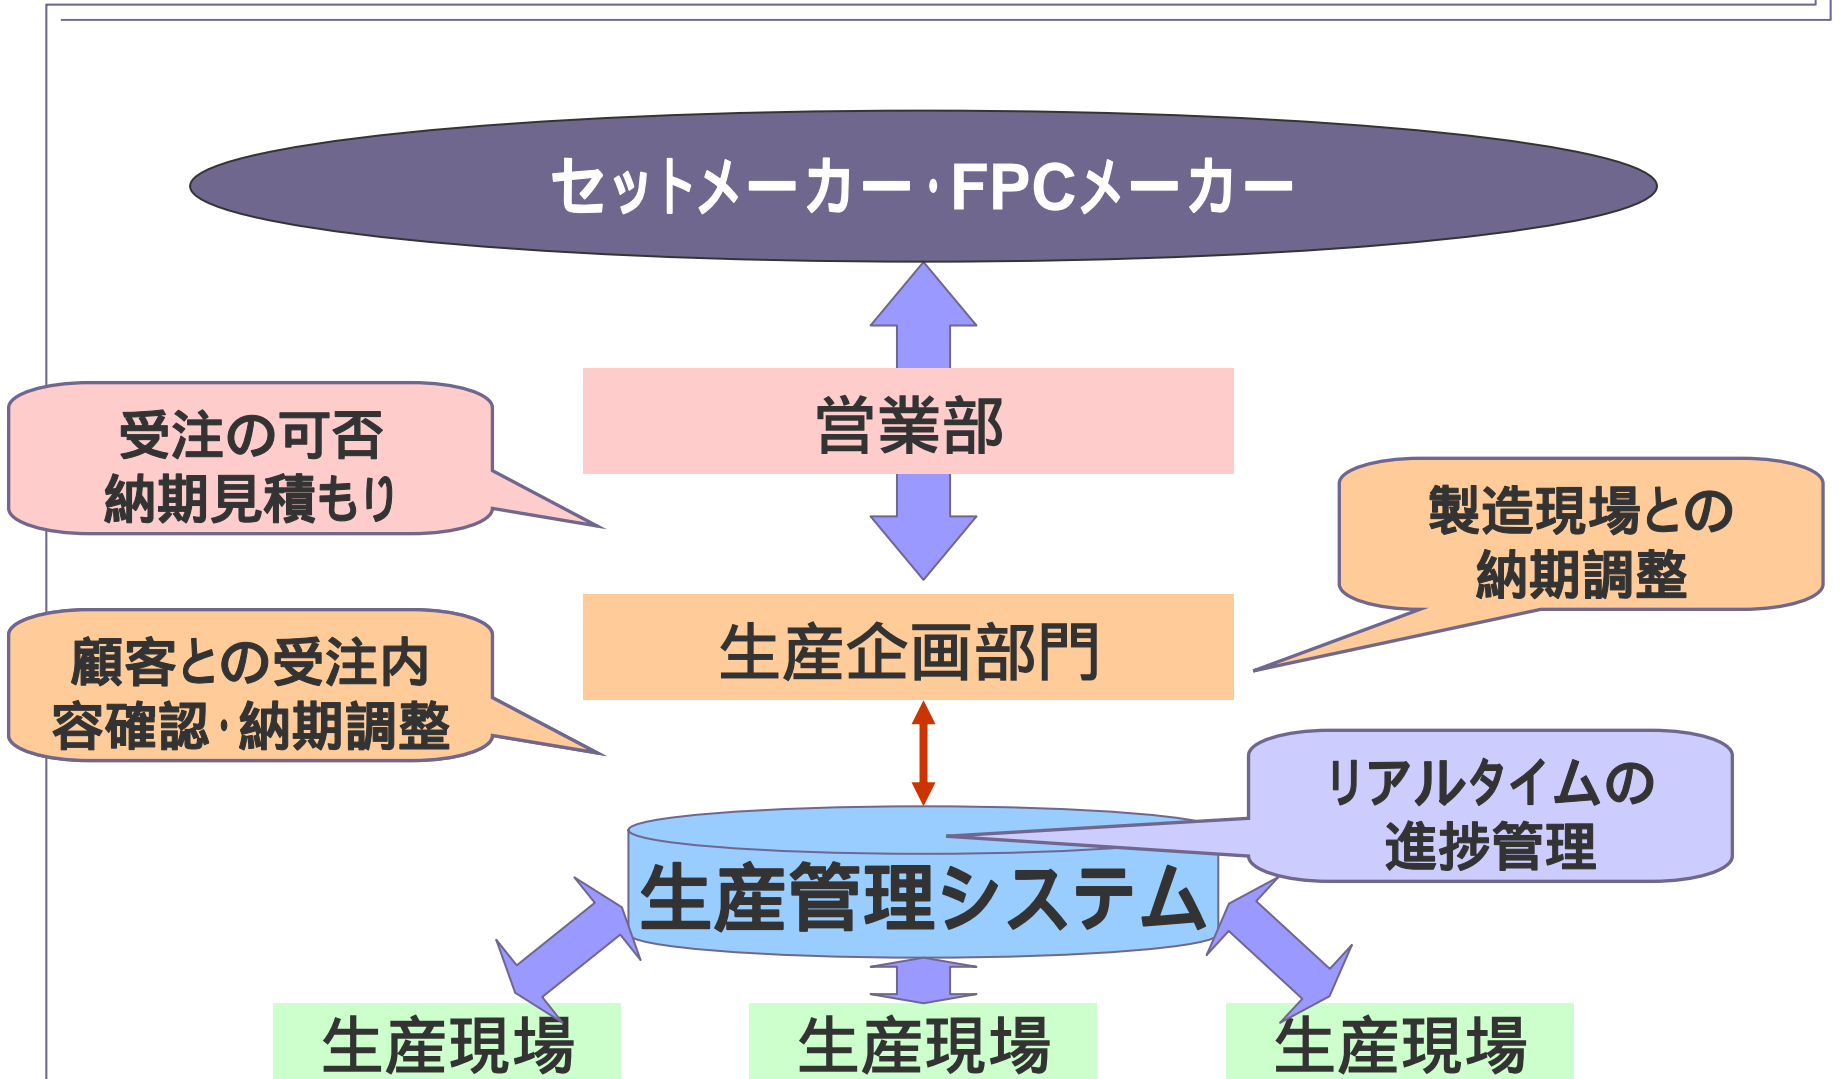 セットメーカー・FPCメーカー
営業部
受注の可否
納期見積もり
製造現場との
納期調整
生産企画部門
顧客との受注内
容確認・納期調整
リアルタイムの
進捗管理
生産管理システム
生産現場
生産現場
生産現場